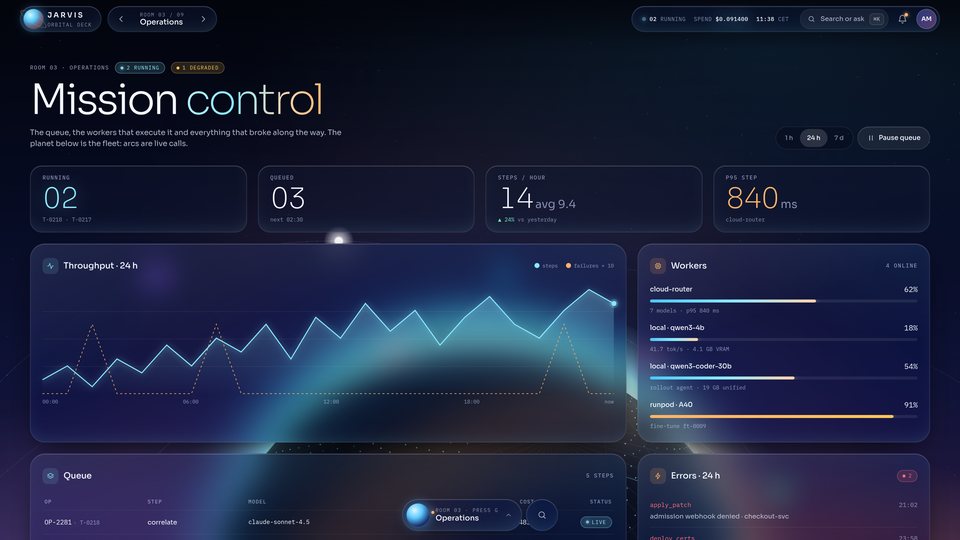 JARVIS
ORBITAL DECK
ROOM 03 / 09
Operations
02 RUNNING SPEND $0.091400 11:38 CET
Search or ask ⌘K
AM
ROOM 03 · OPERATIONS 2 RUNNING 1 DEGRADED
Mission control
The queue, the workers that execute it and everything that broke along the way. The
planet below is the fleet: arcs are live calls.
1 h 24 h 7 d Pause queue
RUNNING
02
T-0218 · T-0217
QUEUED
03
next 02:30
STEPS / HOUR
14 avg 9.4
▲ 24% vs yesterday
P95 STEP
840 ms
cloud-router
Throughput · 24 h
steps failures × 10
00:00 06:00 12:00 18:00 now
Workers 4 ONLINE
cloud-router 62%
7 models · p95 840 ms
local · qwen3-4b 18%
41.7 tok/s · 4.1 GB VRAM
local · qwen3-coder-30b 54%
rollout agent · 19 GB unified
runpod · A40 91%
fine-tune ft-0009
Queue 5 STEPS
OP STEP MODEL COST STATUS
OP-2281 · T-0218 correlate claude-sonnet-4.5 LIVE
Errors · 24 h 2
apply_patch 21:02
admission webhook denied · checkout-svc
deploy_certs 23:58
ROOM 03 · PRESS G
Operations